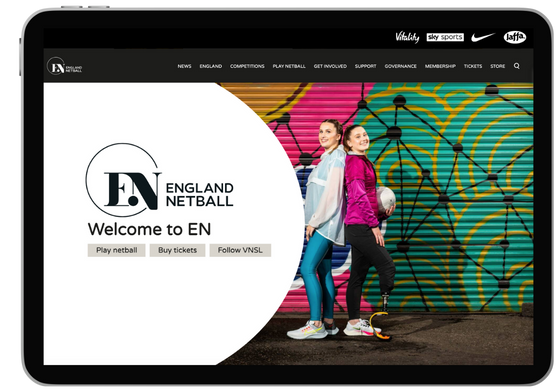 Vitality sky sports Jaffa
EN ENGLAND NETBALL NEWS ENGLAND COMPETITIONS PLAY NETBALL GET INVOLVED SUPPORT GOVERNANCE MEMBERSHIP TICKETS STORE
EN ENGLAND
NETBALL
Welcome to EN
Play netball Buy tickets Follow VNSL